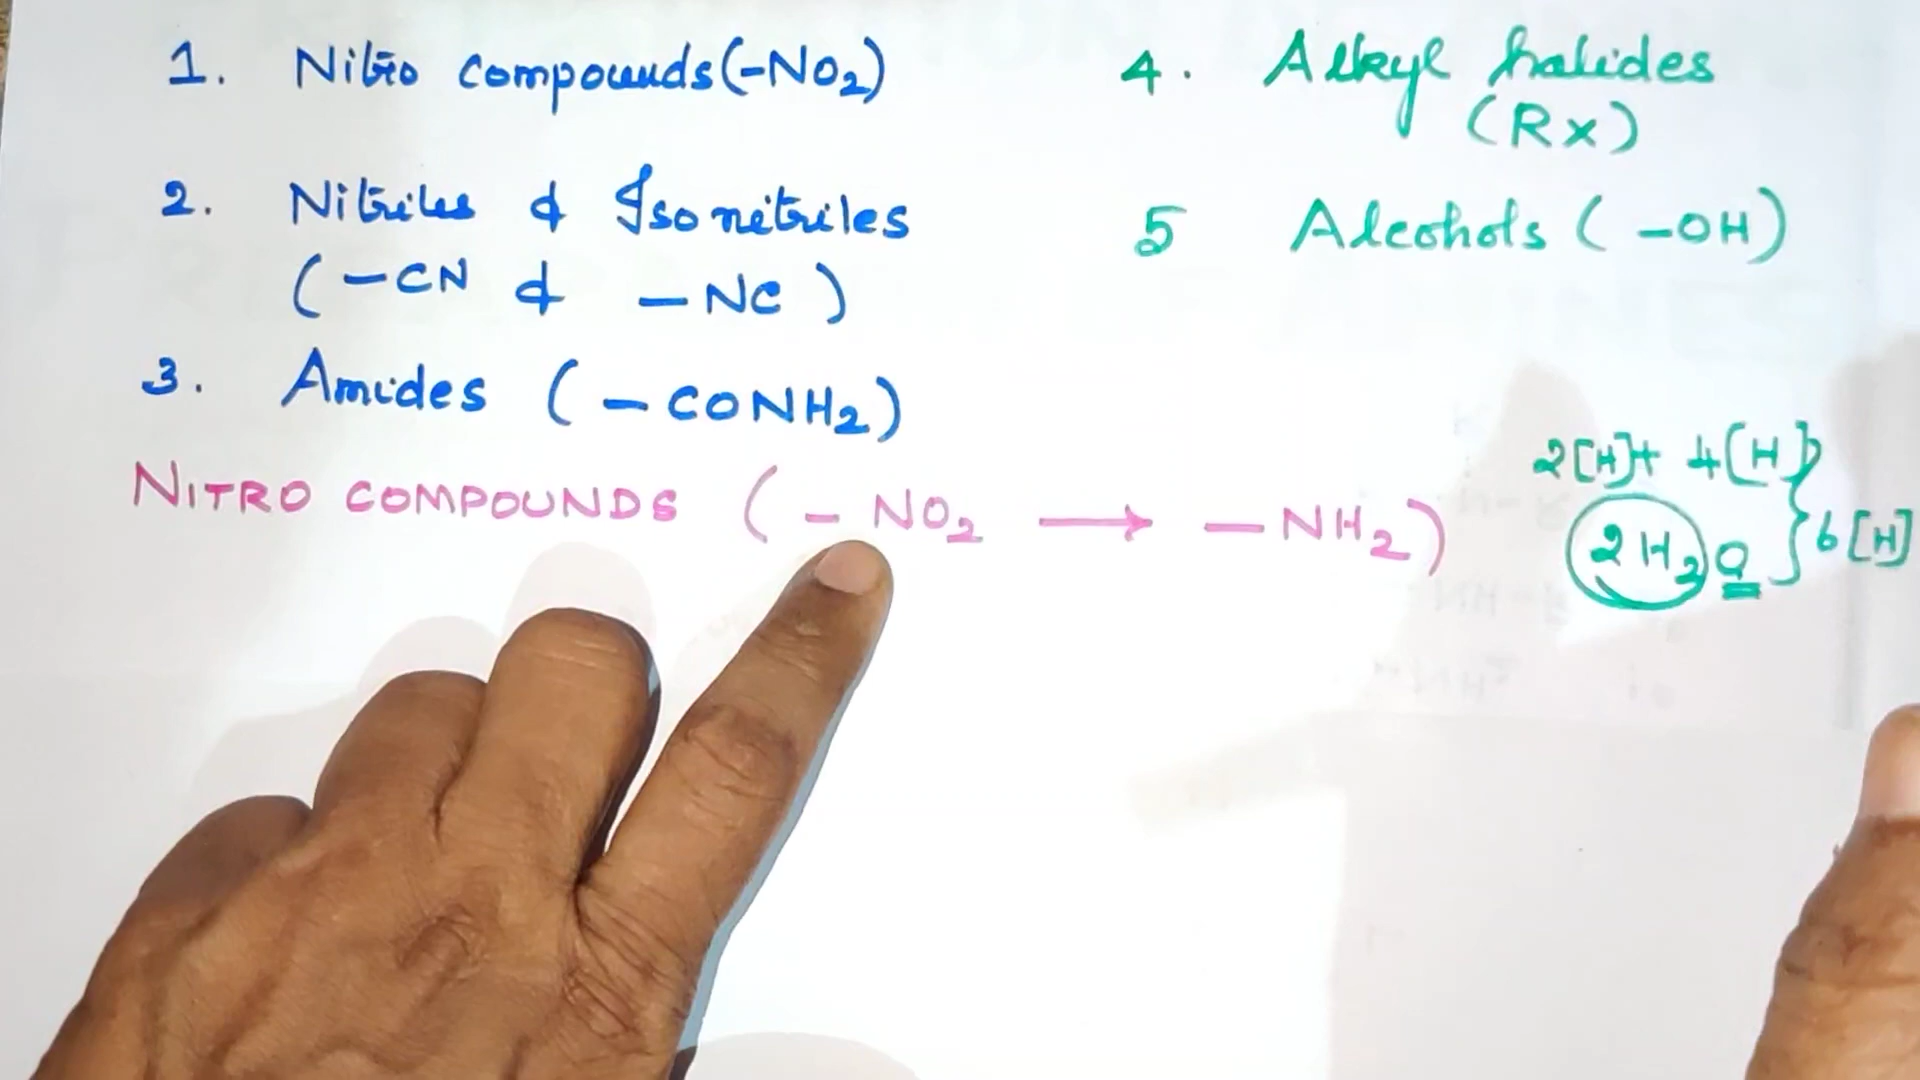 1. Nitro compounds (-NO2)
2. Nitriles & Isonitriles
(-CN & -NC)
3. Amides (-CONH2)
4. Alkyl halides
(RX)
5 Alcohols (-OH)
NITRO COMPOUNDS (-NO2 → -NH2)
2[H]+ 4[H]
2H2O } 6[H]